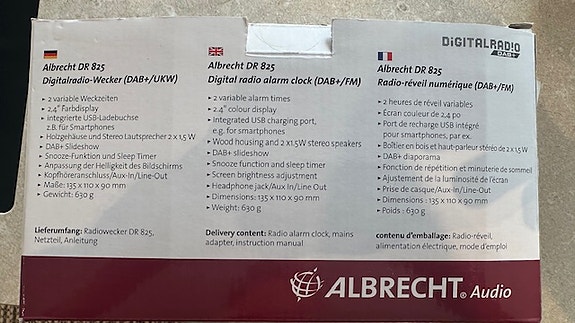 Albrecht DR 825
Digitalradio-Wecker (DAB+/UKW)
▸ 2 variable Weckzeiten
▸ 2,4" Farbdisplay
▸ integrierte USB-Ladebuchse
z.B. für Smartphones
▸ Holzgehäuse und Stereo Lautsprecher 2 x 1,5 W
▸ DAB+ Slideshow
▸ Snooze-Funktion und Sleep Timer
▸ Anpassung der Helligkeit des Bildschirms
▸ Kopfhöreranschluss/Aux-In/Line-Out
▸ Maße: 135 x 110 x 90 mm
▸ Gewicht: 630 g
Lieferumfang: Radiowecker DR 825,
Netzteil, Anleitung
Albrecht DR 825
Digital radio alarm clock (DAB+/FM)
▸ 2 variable alarm times
▸ 2.4" colour display
▸ Integrated USB charging port,
e.g. for smartphones
▸ Wood housing and 2 x1.5W stereo speakers
▸ DAB+ slideshow
▸ Snooze function and sleep timer
▸ Screen brightness adjustment
▸ Headphone jack/Aux In/Line Out
▸ Dimensions: 135 x 110 x 90 mm
▸ Weight: 630 g
Delivery content: Radio alarm clock, mains
adapter, instruction manual
DiGiTALRADiO
DAB+
Albrecht DR 825
Radio-réveil numérique (DAB+/FM)
▸ 2 heures de réveil variables
▸ Écran couleur de 2,4 po
▸ Port de recharge USB intégré
pour smartphones, par ex.
▸ Boîtier en bois et haut-parleur stéréo de 2 x 1,5 W
▸ DAB+ diaporama
▸ Fonction de répétition et minuterie de sommeil
▸ Ajustement de la luminosité de l'écran
▸ Prise de casque/Aux-In/Line-Out
▸ Dimensions : 135 x 110 x 90 mm
▸ Poids : 630 g
contenu d'emballage: Radio-réveil,
alimentation électrique, mode d'emploi
ALBRECHT® Audio